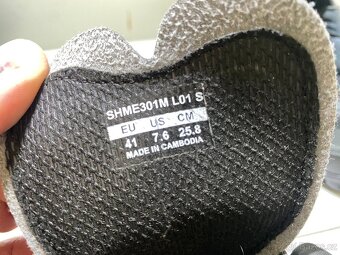 SHME301M L01 S
EU US CM
41 7.6 25.8
MADE IN CAMBODIA